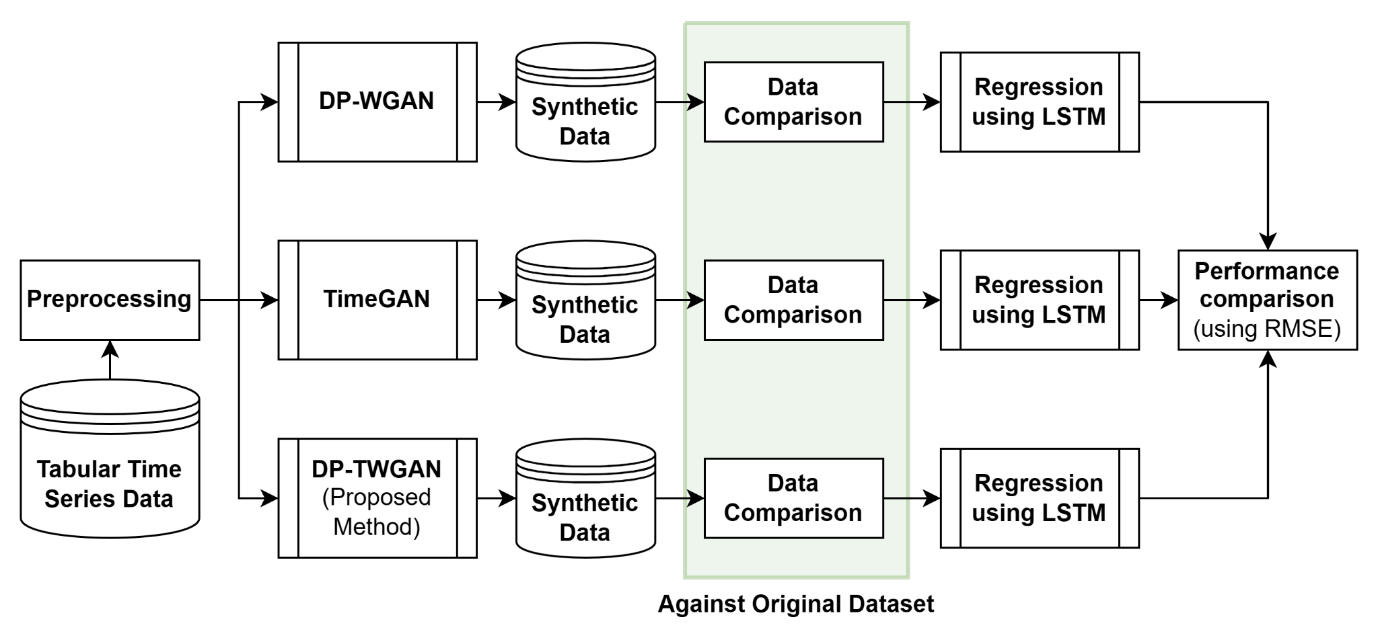 DP-WGAN
Synthetic
Data
Data
Comparison
Regression
using LSTM
Preprocessing
TimeGAN
Synthetic
Data
Data
Comparison
Regression
using LSTM
Performance
comparison
(using RMSE)
Tabular Time
Series Data
DP-TWGAN
(Proposed
Method)
Synthetic
Data
Data
Comparison
Regression
using LSTM
Against Original Dataset